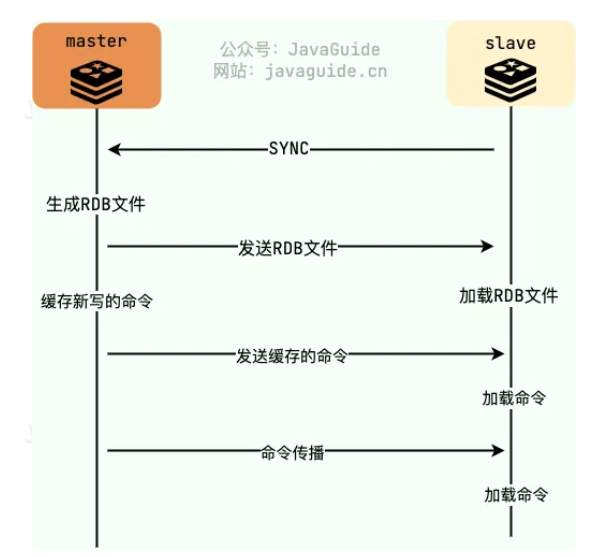 master
公众号：JavaGuide
网站：javaguide.cn
slave
SYNC
生成RDB文件
发送RDB文件
缓存新写的命令
加载RDB文件
发送缓存的命令
加载命令
命令传播
加载命令